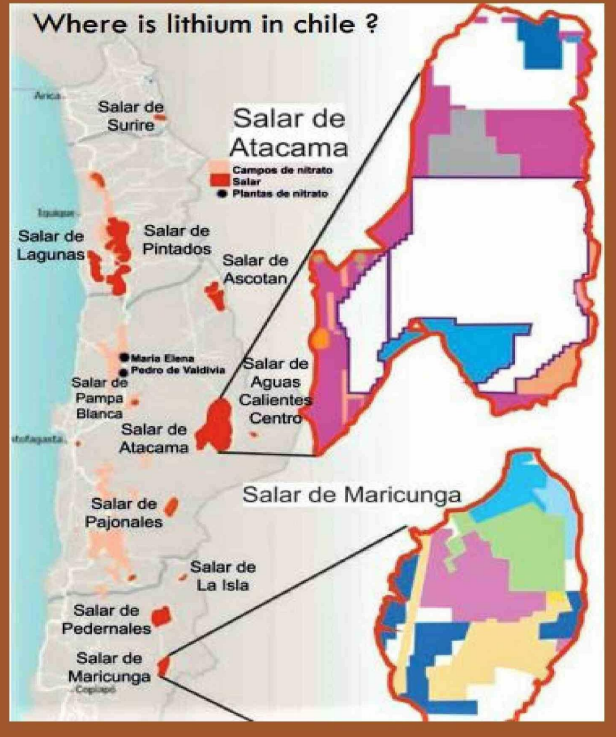 Where is lithium in chile ?
Arica
Salar de
Surire
Salar de
Atacama
Campos de nitrato
Salar
Plantas de nitrato
Iquique
Salar de
Lagunas
Salar de
Pintados
Salar de
Ascotan
Maria Elena
Pedro de Valdivia
Salar de
Pampa
Blanca
Salar de
Aguas
Calientes
Centro
Salar de
Atacama
ntofagasta
Salar de
Pajonales
Salar de Maricunga
Salar de
La Isla
Salar de
Pedernales
Salar de
Maricunga
Copiapó